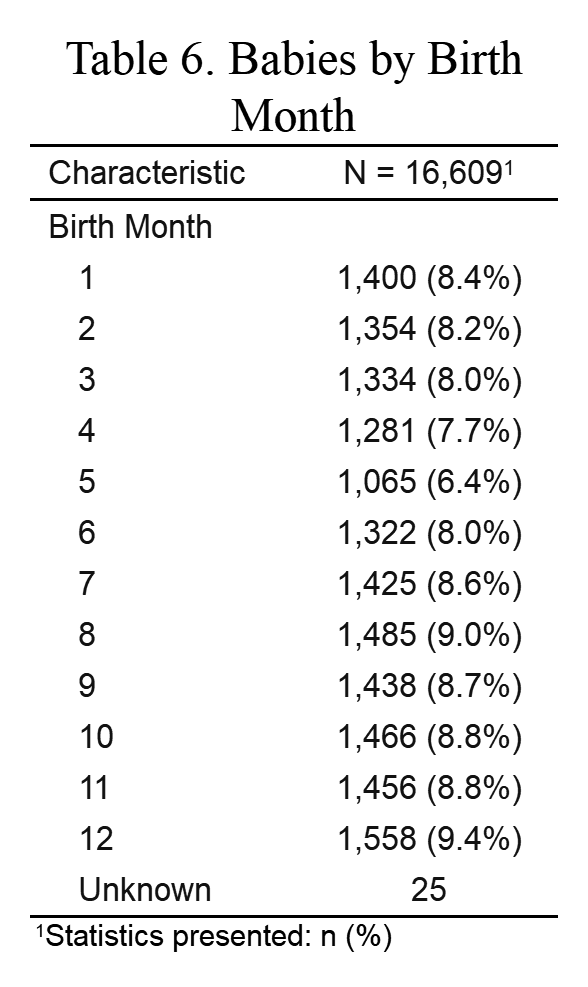 Table 6. Babies by Birth
Month
Characteristic N = 16,609¹
Birth Month
1 1,400 (8.4%)
2 1,354 (8.2%)
3 1,334 (8.0%)
4 1,281 (7.7%)
5 1,065 (6.4%)
6 1,322 (8.0%)
7 1,425 (8.6%)
8 1,485 (9.0%)
9 1,438 (8.7%)
10 1,466 (8.8%)
11 1,456 (8.8%)
12 1,558 (9.4%)
Unknown 25
¹Statistics presented: n (%)